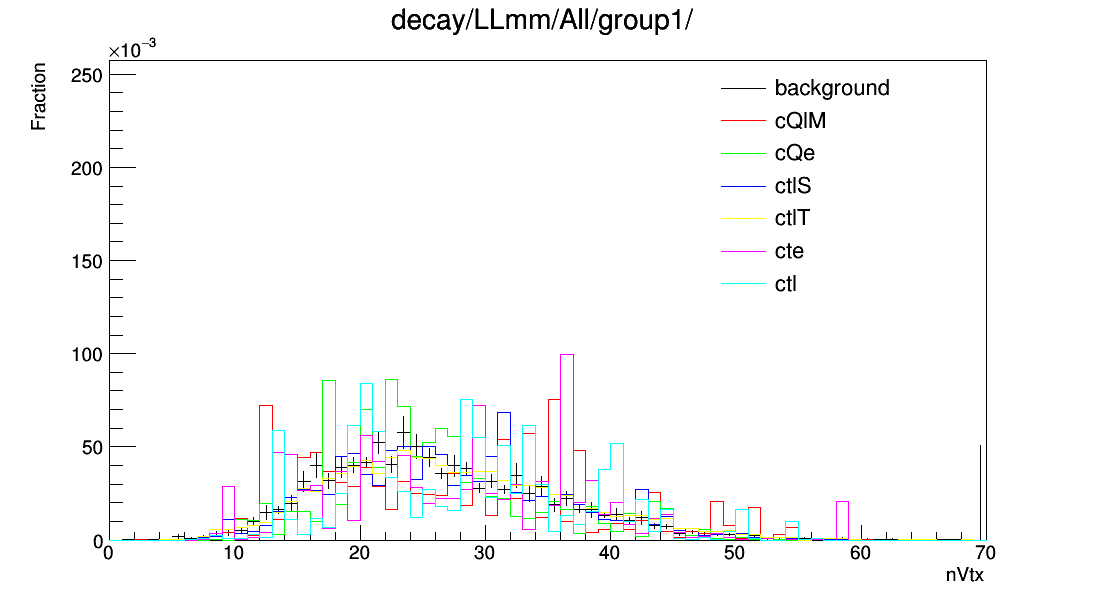 decay/LLmm/All/group1/
×10⁻³
Fraction
250
200
150
100
50
0
background
cQlM
cQe
ctlS
ctlT
cte
ctl
0 10 20 30 40 50 60 70
nVtx